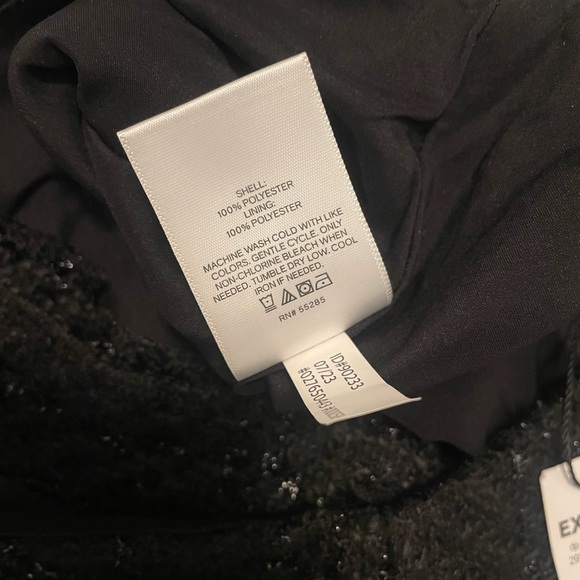 SHELL:
100% POLYESTER
LINING:
100% POLYESTER
MACHINE WASH COLD WITH LIKE
COLORS. GENTLE CYCLE. ONLY
NON-CHLORINE BLEACH WHEN
NEEDED. TUMBLE DRY LOW. COOL
IRON IF NEEDED.
RN# 55285
ID#90233
07/23
EX